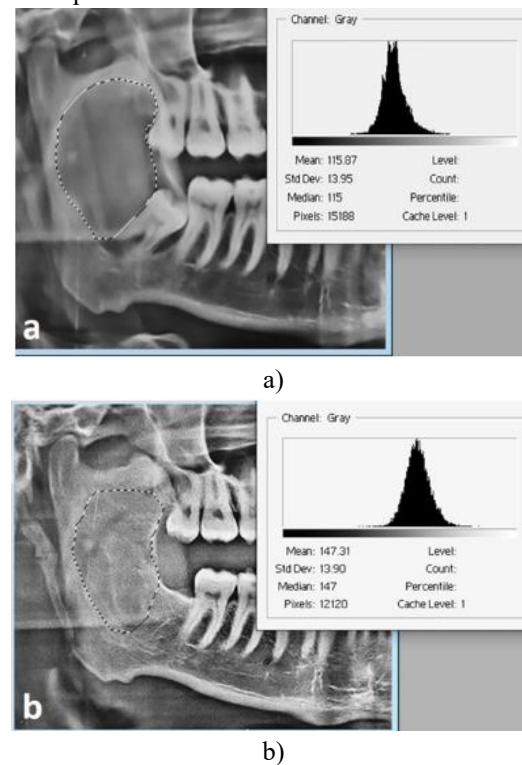 Channel: Gray
Mean: 115.87 Level:
Std Dev: 13.95 Count:
Median: 115 Percentile:
Pixels: 15188 Cache Level: 1
a
a)
Channel: Gray
Mean: 147.31 Level:
Std Dev: 13.90 Count:
Median: 147 Percentile:
Pixels: 12120 Cache Level: 1
b
b)